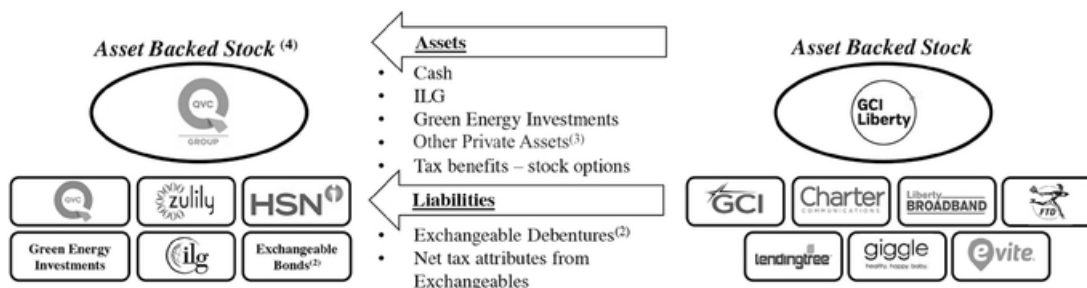 Asset Backed Stock (4)
QVC
GROUP
QVC
zulily
HSN
Green Energy
Investments
ilg
Exchangeable
Bonds(2)
Assets
• Cash
• ILG
• Green Energy Investments
• Other Private Assets(3)
• Tax benefits – stock options
Liabilities
• Exchangeable Debentures(2)
• Net tax attributes from
Exchangeables
Asset Backed Stock
GCI
Liberty
GCI
Charter
COMMUNICATIONS
Liberty
BROADBAND
FTD
lendingtree
giggle
healthy. happy. baby.
evite